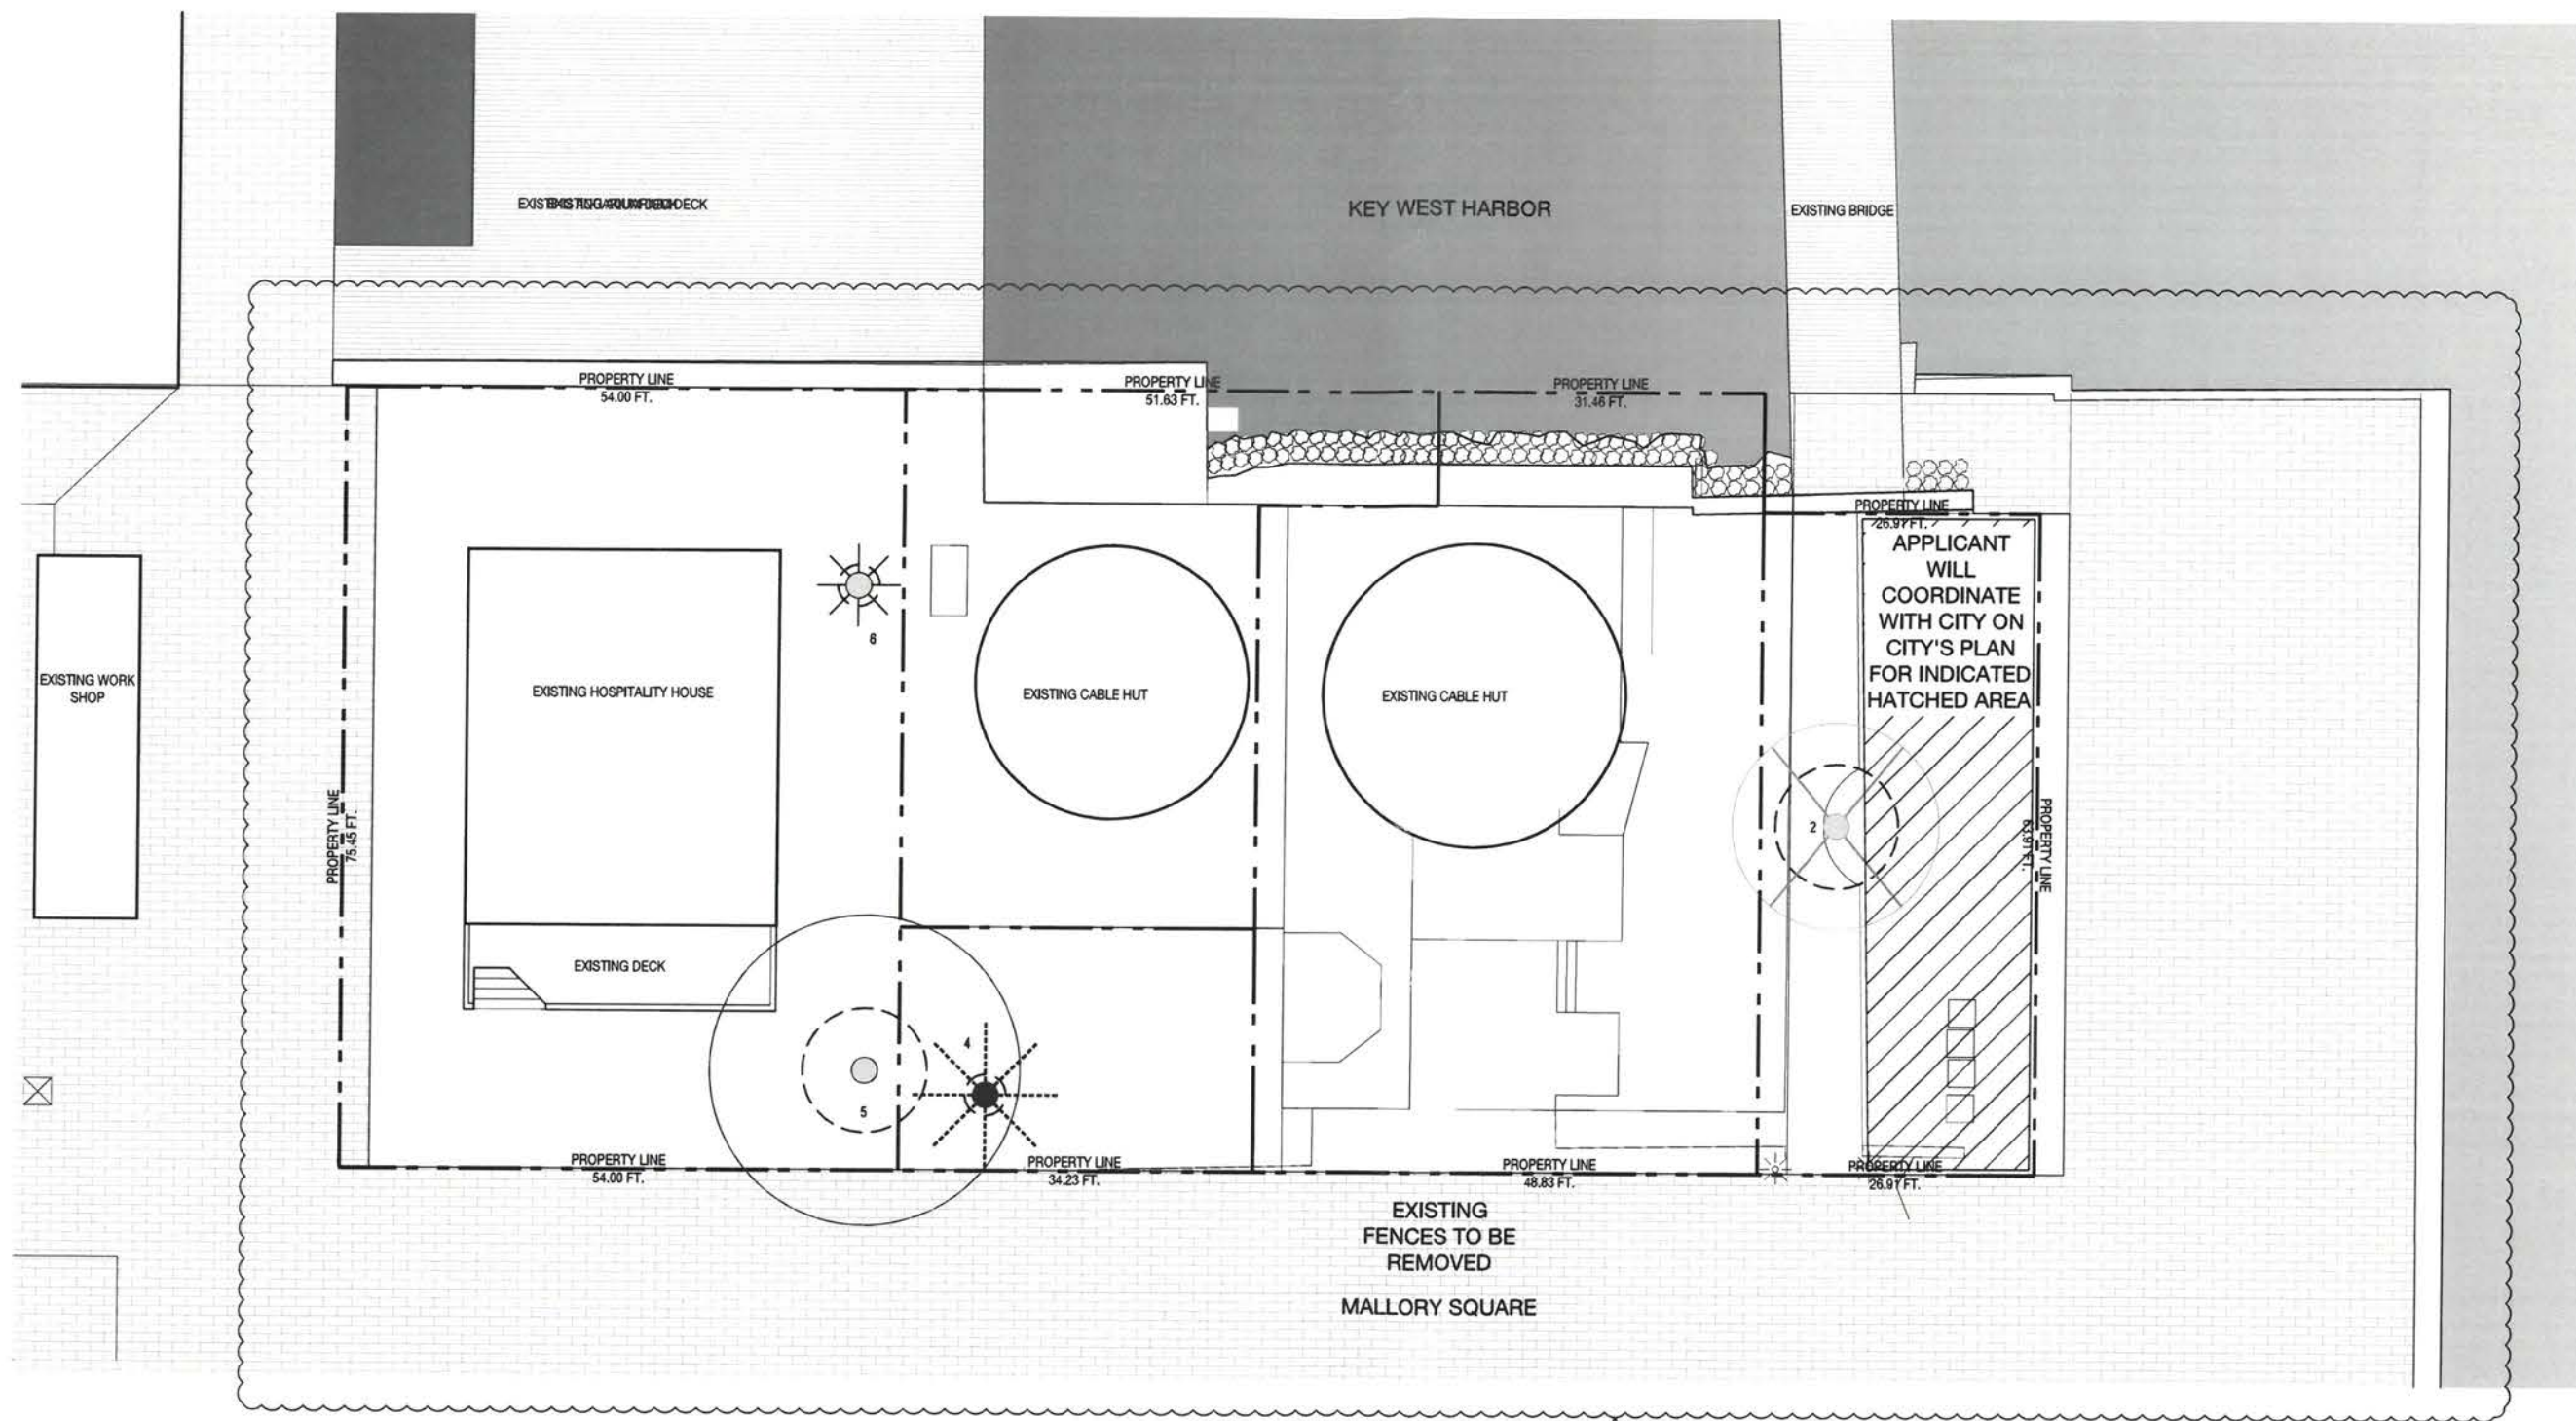 KEY WEST HARBOR
EXISTING BRIDGE
PROPERTY LINE
54.00 FT.
PROPERTY LINE
51.63 FT.
PROPERTY LINE
31.46 FT.
PROPERTY LINE
26.97 FT.
APPLICANT
WILL
COORDINATE
WITH CITY ON
CITY'S PLAN
FOR INDICATED
HATCHED AREA
6
EXISTING WORK
SHOP
EXISTING HOSPITALITY HOUSE
EXISTING CABLE HUT
EXISTING CABLE HUT
PROPERTY LINE
75.45 FT.
2
PROPERTY LINE
63.91 FT.
EXISTING DECK
4
5
PROPERTY LINE
54.00 FT.
PROPERTY LINE
34.23 FT.
PROPERTY LINE
48.83 FT.
PROPERTY LINE
26.91 FT.
EXISTING
FENCES TO BE
REMOVED
MALLORY SQUARE